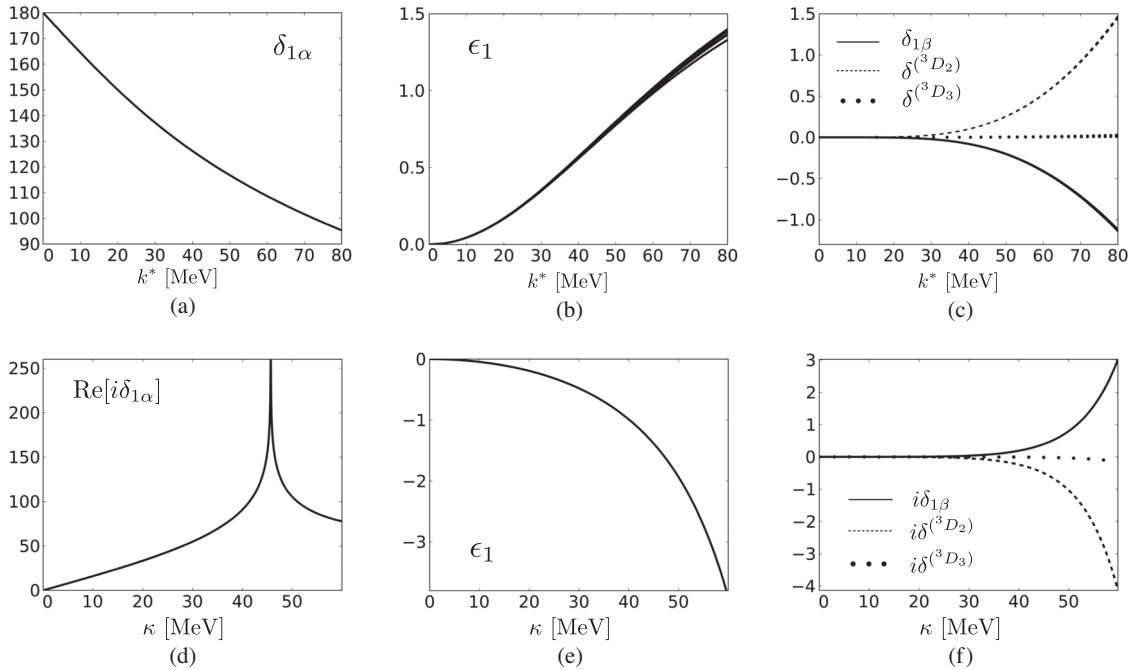 180
170
160
150
140
130
120
110
100
90
δ₁α
0 10 20 30 40 50 60 70 80
k* [MeV]
(a)
1.5
1.0
0.5
0.0
ϵ₁
0 10 20 30 40 50 60 70 80
k* [MeV]
(b)
1.5
1.0
0.5
0.0
−0.5
−1.0
δ₁β
δ^(³D₂)
δ^(³D₃)
0 10 20 30 40 50 60 70 80
k* [MeV]
(c)
250
200
150
100
50
0
Re[iδ₁α]
0 10 20 30 40 50
κ [MeV]
(d)
0
−1
−2
−3
ϵ₁
0 10 20 30 40 50 60
κ [MeV]
(e)
3
2
1
0
−1
−2
−3
−4
iδ₁β
iδ^(³D₂)
iδ^(³D₃)
0 10 20 30 40 50
κ [MeV]
(f)